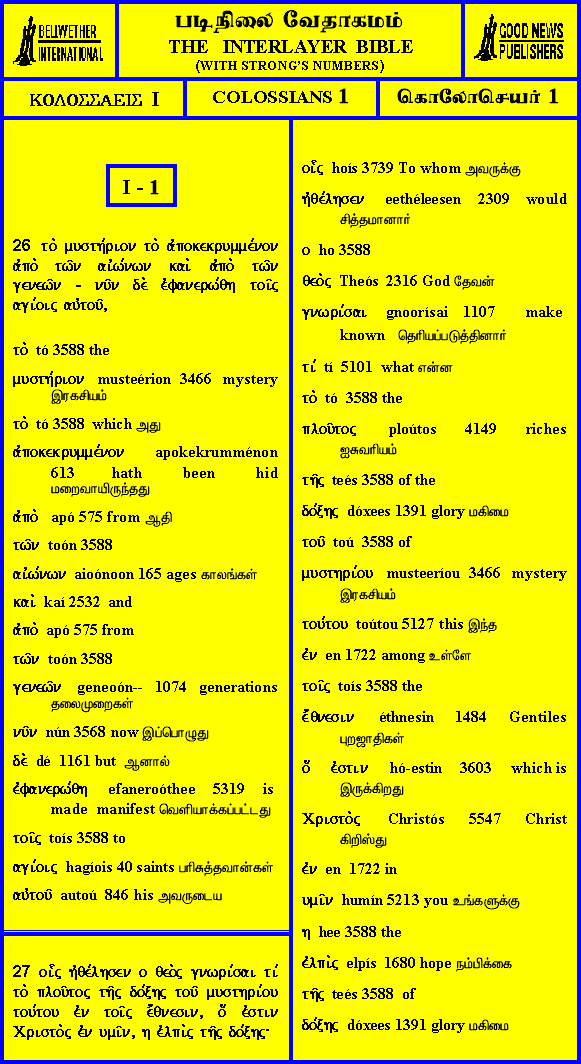 BELLWETHER
INTERNATIONAL
படிநிலை வேதாகமம்
THE INTERLAYER BIBLE
(WITH STRONG'S NUMBERS)
GOOD NEWS
PUBLISHERS
ΚΟΛΟΣΣΑΕΙΣ Ι
COLOSSIANS 1
கொலோசெயர் 1
I - 1
26 τὸ μυστήριον τὸ ἀποκεκρυμμένον
ἀπὸ τῶν αἰώνων καὶ ἀπὸ τῶν
γενεῶν - νῦν δὲ ἐφανερώθη τοῖς
αγίοις αὐτοῦ,
τὸ tó 3588 the
μυστήριον musteérion 3466 mystery
இரகசியம்
τὸ tó 3588 which அது
ἀποκεκρυμμένον apokekrumménon
613 hath been hid
மறைவாயிருந்தது
ἀπὸ apó 575 from ஆதி
τῶν toón 3588
αἰώνων aioónoon 165 ages காலங்கள்
καὶ kaí 2532 and
ἀπὸ apó 575 from
τῶν toón 3588
γενεῶν geneoón-- 1074 generations
தலைமுறைகள்
νῦν nún 3568 now இப்பொழுது
δὲ dé 1161 but ஆனால்
ἐφανερώθη efaneroóthee 5319 is
made manifest வெளியாக்கப்பட்டது
τοῖς toís 3588 to
αγίοις hagíois 40 saints பரிசுத்தவான்கள்
αὐτοῦ autoú 846 his அவருடைய
27 οἷς ἠθέλησεν ο θεὸς γνωρίσαι τί
τὸ πλοῦτος τῆς δόξης τοῦ μυστηρίου
τούτου ἐν τοῖς ἔθνεσιν, ὅ ἐστιν
Χριστὸς ἐν υμῖν, η ἐλπὶς τῆς δόξης·
οἷς hoís 3739 To whom அவருக்கு
ἠθέλησεν eethéleesen 2309 would
சித்தமானார்
ο ho 3588
θεὸς Theós 2316 God தேவன்
γνωρίσαι gnoorísai 1107 make
known தெரியப்படுத்தினார்
τί tí 5101 what என்ன
τὸ tó 3588 the
πλοῦτος ploútos 4149 riches
ஐசுவரியம்
τῆς teés 3588 of the
δόξης dóxees 1391 glory மகிமை
τοῦ toú 3588 of
μυστηρίου musteeríou 3466 mystery
இரகசியம்
τούτου toútou 5127 this இந்த
ἐν en 1722 among உள்ளே
τοῖς toís 3588 the
ἔθνεσιν éthnesin 1484 Gentiles
புறஜாதிகள்
ὅ ἐστιν hó-estin 3603 which is
இருக்கிறது
Χριστὸς Christós 5547 Christ
கிறிஸ்து
ἐν en 1722 in
υμῖν humín 5213 you உங்களுக்கு
η hee 3588 the
ἐλπὶς elpís 1680 hope நம்பிக்கை
τῆς teés 3588 of
δόξης dóxees 1391 glory மகிமை